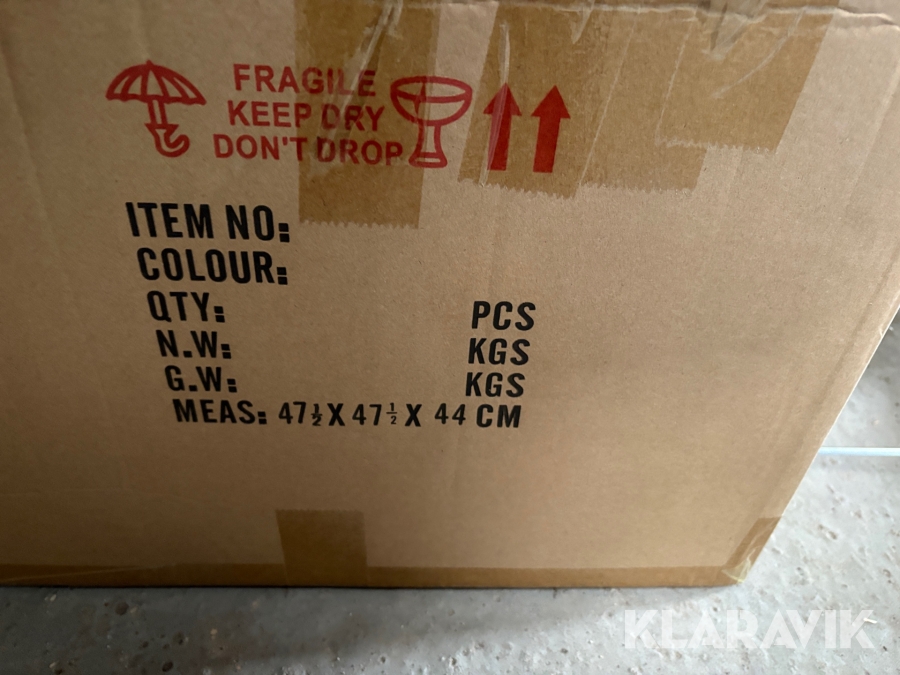 FRAGILE
KEEP DRY
DON'T DROP
ITEM NO:
COLOUR:
QTY: PCS
N.W: KGS
G.W: KGS
MEAS: 47½ X 47½ X 44 CM
KLARAVIK